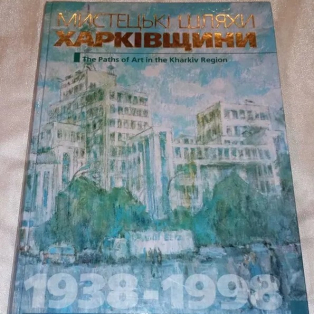 МИСТЕЦЬКІ ШЛЯХИ
ХАРКІВЩИНИ
The Paths of Art in the Kharkiv Region
1938-1998